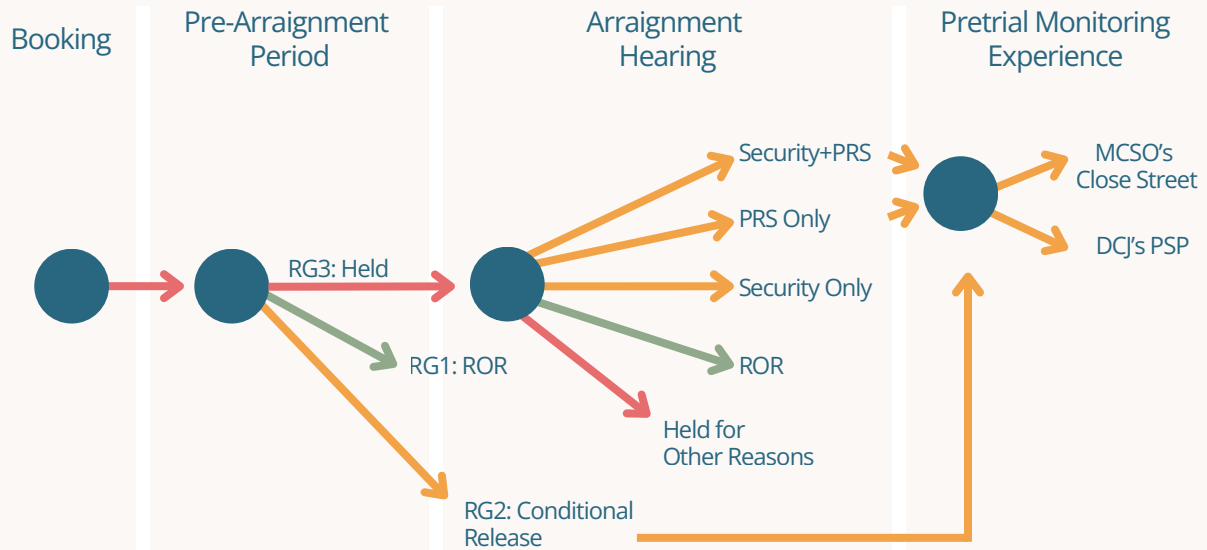 Booking
Pre-Arraignment
Period
Arraignment
Hearing
Pretrial Monitoring
Experience
Security+PRS
MCSO's
Close Street
PRS Only
DCJ's PSP
RG3: Held
Security Only
RG1: ROR
ROR
Held for
Other Reasons
RG2: Conditional
Release